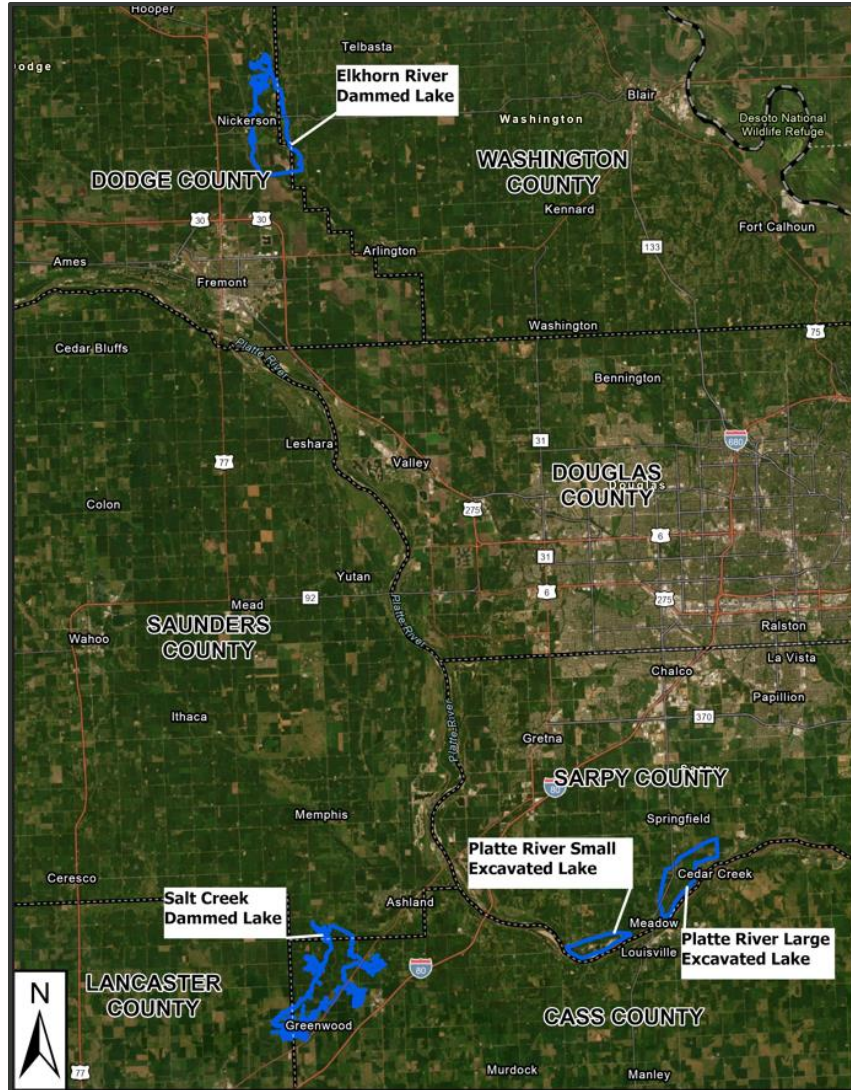 Hooper
Telbasta
odge
Elkhorn River
Dammed Lake
Blair
Nickerson
Washington
Desoto National
Wildlife Refuge
WASHINGTON
COUNTY
DODGE COUNTY
Kennard
30
30
Fort Calhoun
133
Arlington
Ames
Fremont
Washington
75
Cedar Bluffs
Platte River
Bennington
Leshara
31
680
77
Valley
DOUGLAS
Douglas
COUNTY
Colon
275
6
31
Yutan
92
6
275
Mead
Platte River
SAUNDERS
COUNTY
Wahoo
Ralston
La Vista
Chalco
Papillion
Ithaca
370
Platte River
Gretna
SARPY COUNTY
80
Memphis
Springfield
Platte River Small
Excavated Lake
Ceresco
Cedar Creek
Salt Creek
Dammed Lake
Ashland
Meadow
Platte River Large
Excavated Lake
Louisville
80
LANCASTER
COUNTY
N
Greenwood
CASS COUNTY
77
Murdock
Manley